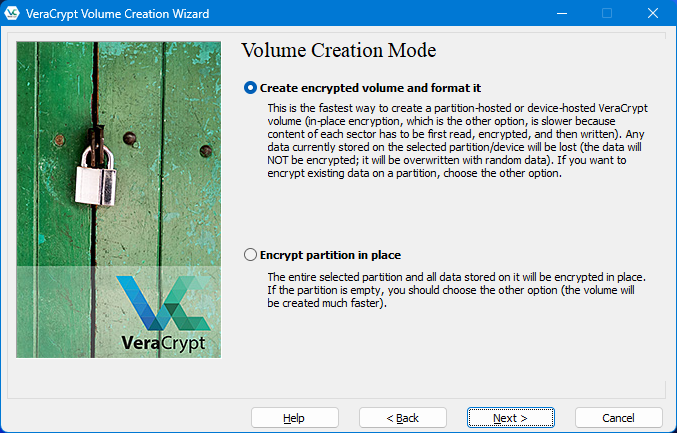 VeraCrypt Volume Creation Wizard
Volume Creation Mode
Create encrypted volume and format it
This is the fastest way to create a partition-hosted or device-hosted VeraCrypt
volume (in-place encryption, which is the other option, is slower because
content of each sector has to be first read, encrypted, and then written). Any
data currently stored on the selected partition/device will be lost (the data will
NOT be encrypted; it will be overwritten with random data). If you want to
encrypt existing data on a partition, choose the other option.
Encrypt partition in place
The entire selected partition and all data stored on it will be encrypted in place.
If the partition is empty, you should choose the other option (the volume will
be created much faster).
VeraCrypt
Help
< Back
Next >
Cancel